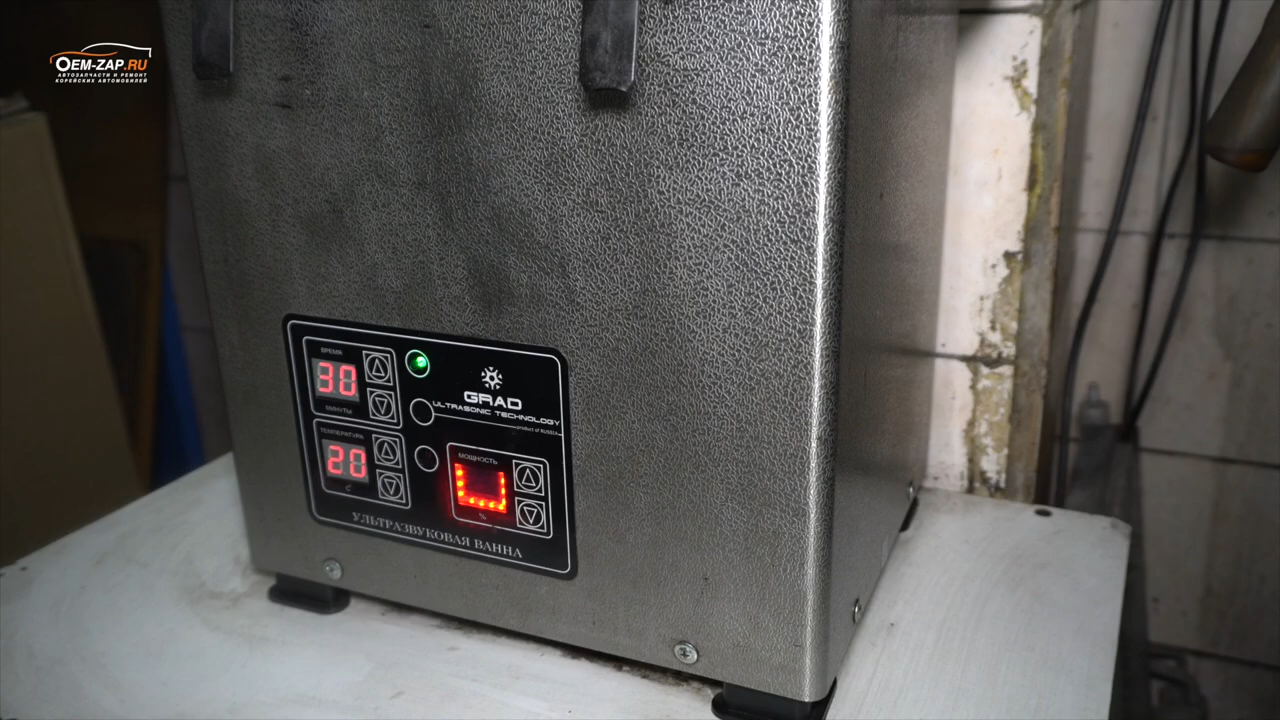 OEM-ZAP.RU
АВТОЗАПЧАСТИ И РЕМОНТ
КОРЕЙСКИХ АВТОМОБИЛЕЙ
ВРЕМЯ
30
МИНУТЫ
ТЕМПЕРАТУРА
20
C°
GRAD
ULTRASONIC TECHNOLOGY
product of RUSSIA
МОЩНОСТЬ
%
УЛЬТРАЗВУКОВАЯ ВАННА